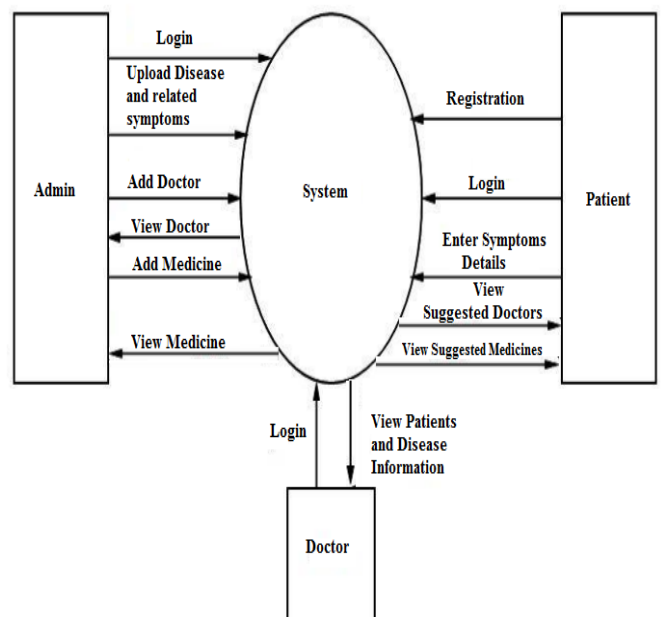 Login
Upload Disease
and related
symptoms
Admin
Add Doctor
View Doctor
Add Medicine
View Medicine
System
Registration
Login
Patient
Enter Symptoms
Details
View
Suggested Doctors
View Suggested Medicines
Login
View Patients
and Disease
Information
Doctor